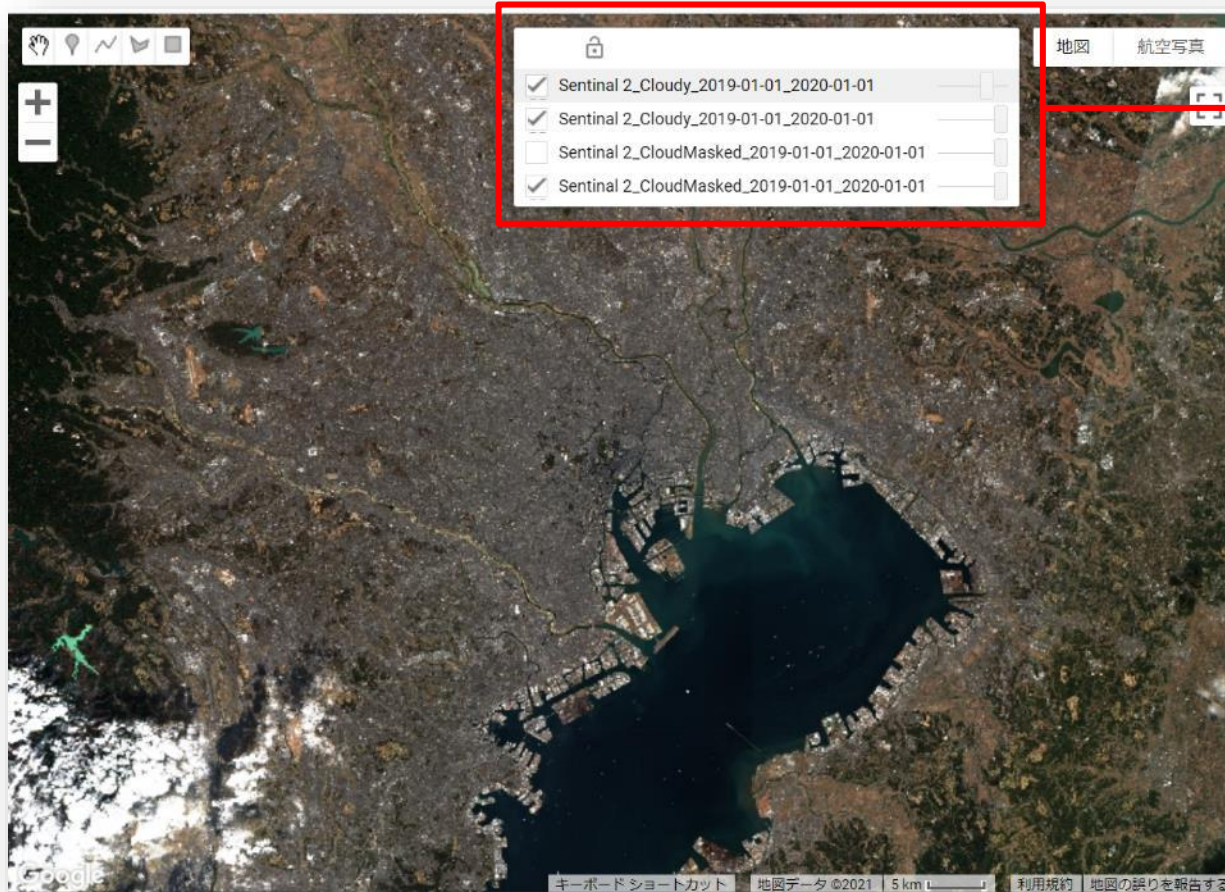 Sentinal 2_Cloudy_2019-01-01_2020-01-01
Sentinal 2_Cloudy_2019-01-01_2020-01-01
Sentinal 2_CloudMasked_2019-01-01_2020-01-01
Sentinal 2_CloudMasked_2019-01-01_2020-01-01
地図 航空写真
Google
キーボード ショートカット 地図データ ©2021 5 km 利用規約 地図の誤りを報告する